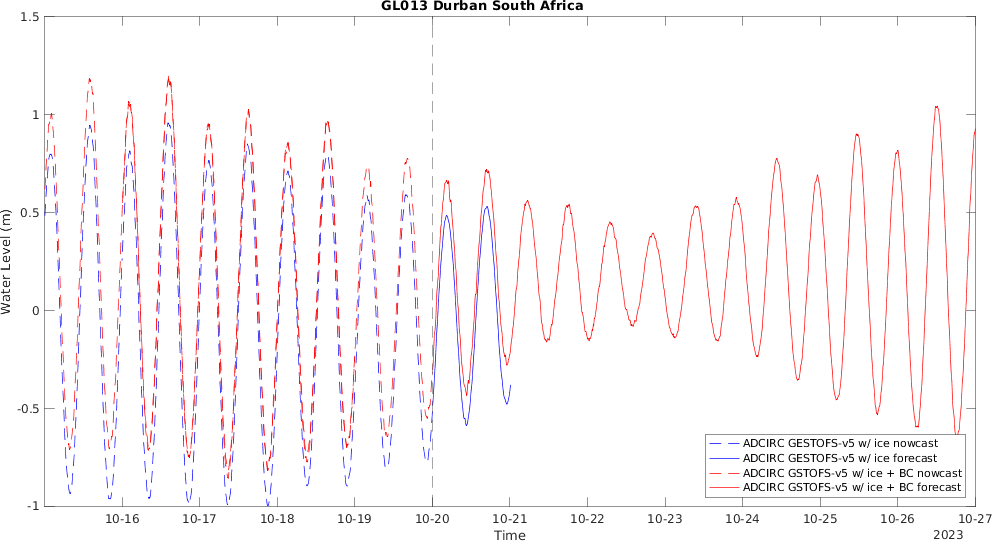 GL013 Durban South Africa
1.5
1
0.5
0
-0.5
-1
Water Level (m)
10-16 10-17 10-18 10-19 10-20 10-21 10-22 10-23 10-24 10-25 10-26 10-27
Time
2023
ADCIRC GESTOFS-v5 w/ ice nowcast
ADCIRC GESTOFS-v5 w/ ice forecast
ADCIRC GSTOFS-v5 w/ ice + BC nowcast
ADCIRC GSTOFS-v5 w/ ice + BC forecast